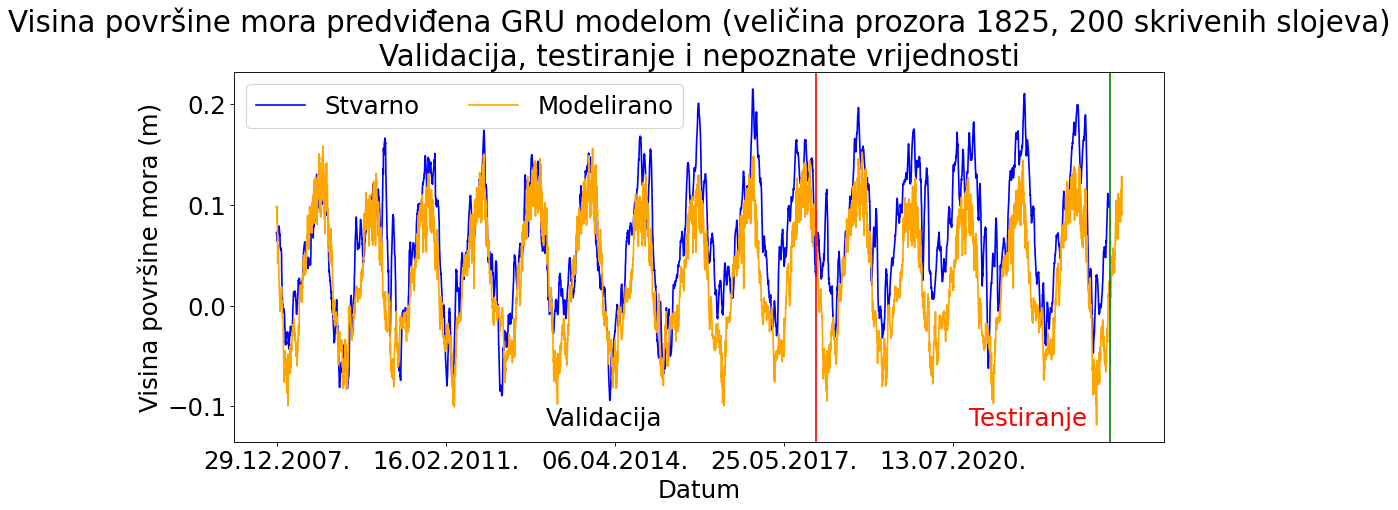 Visina površine mora predviđena GRU modelom (veličina prozora 1825, 200 skrivenih slojeva)
Validacija, testiranje i nepoznate vrijednosti
Stvarno
Modelirano
Visina površine mora (m)
0.2
0.1
0.0
−0.1
Validacija
Testiranje
29.12.2007.
16.02.2011.
06.04.2014.
25.05.2017.
13.07.2020.
Datum